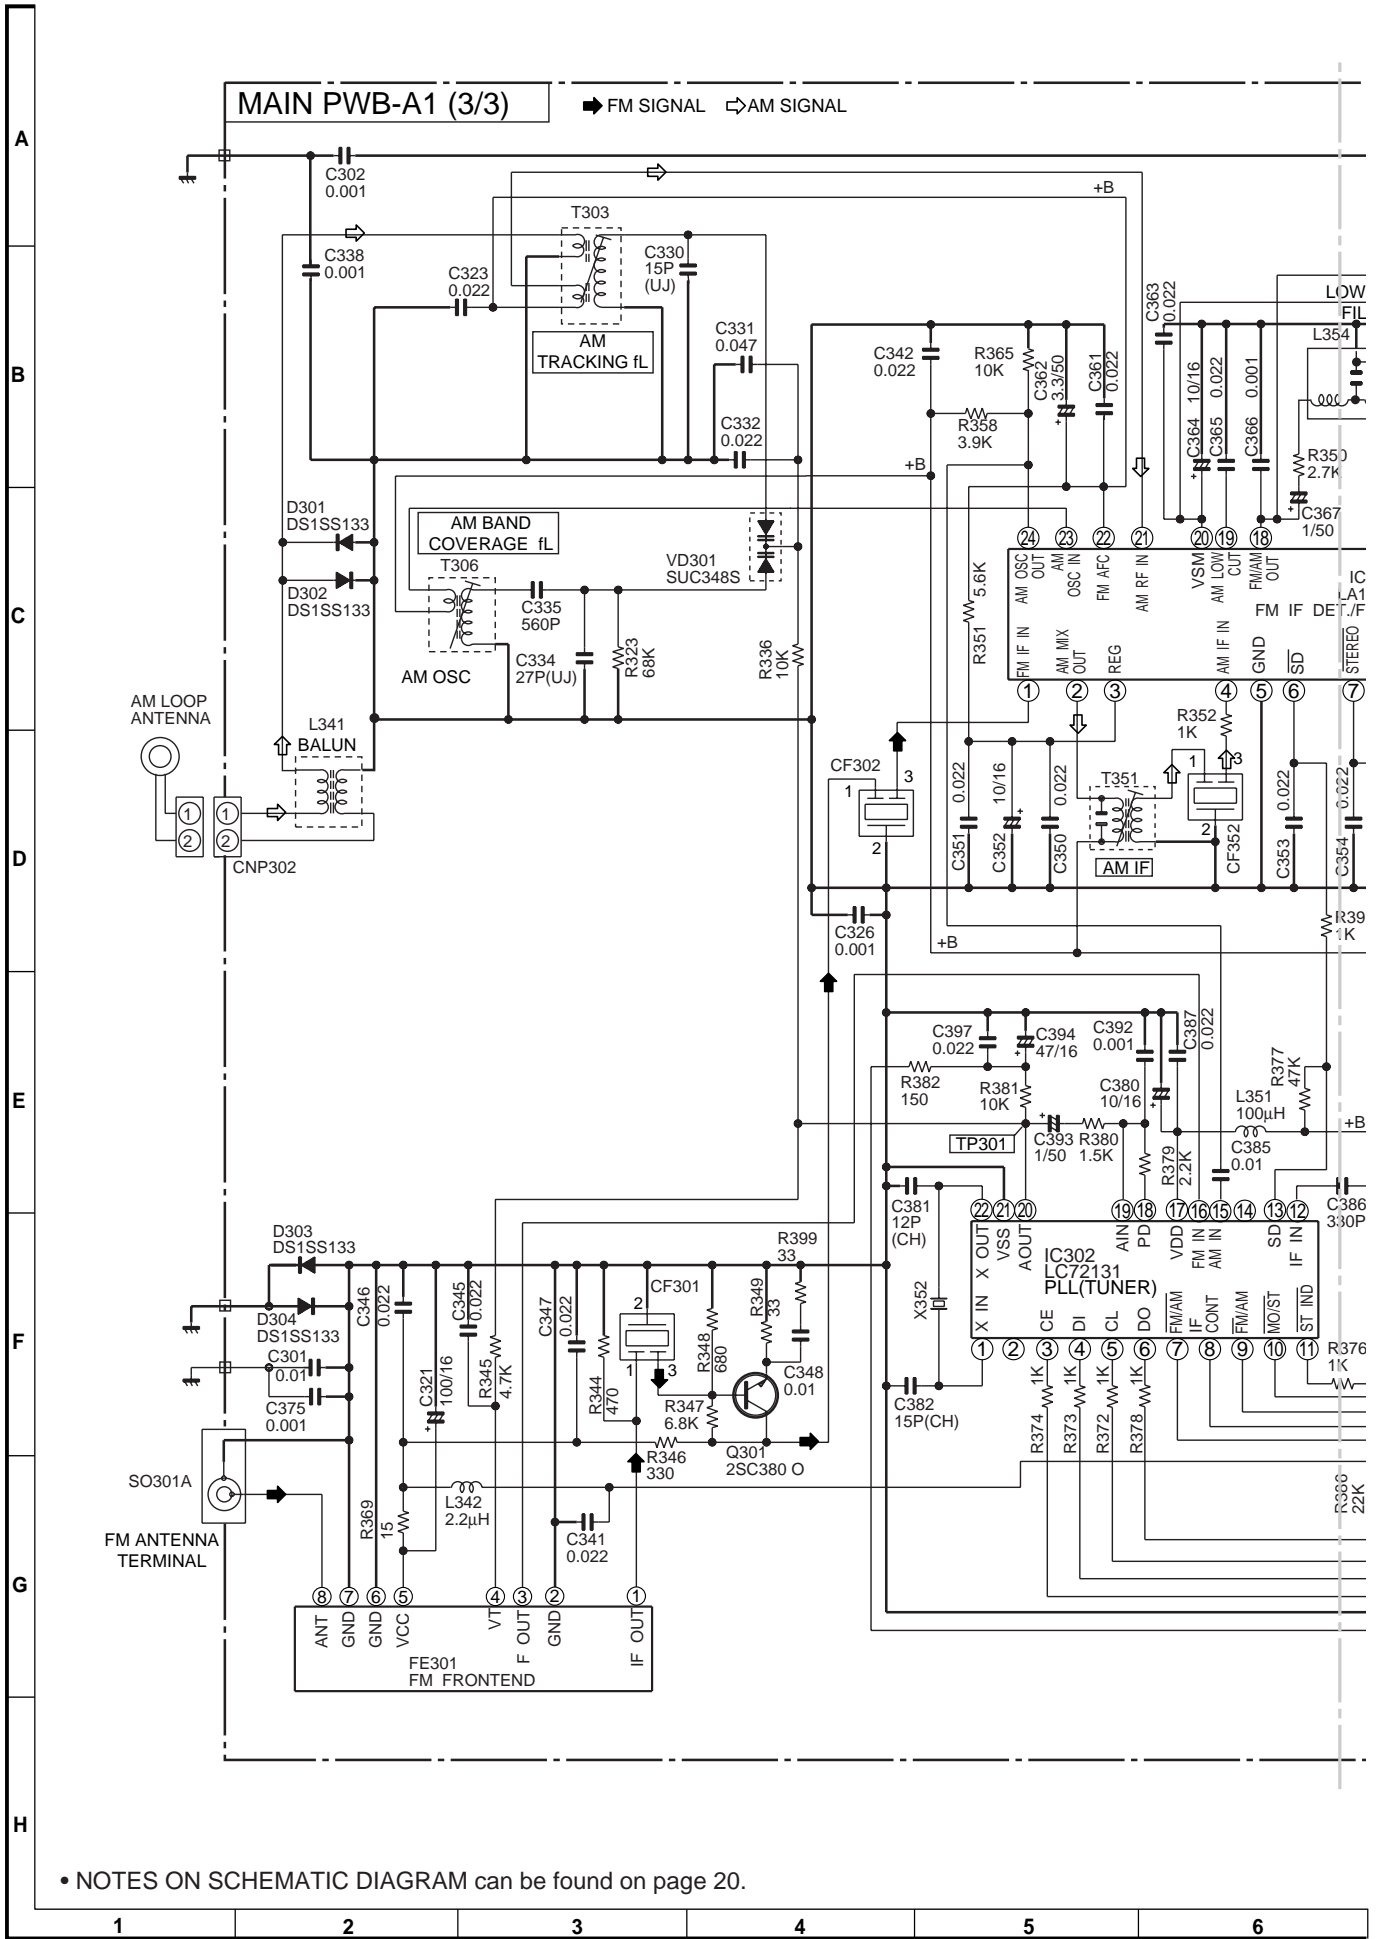 MAIN PWB-A1 (3/3)
FM SIGNAL
AM SIGNAL
A
B
C
D
E
F
G
H
C302
0.001
+B
T303
C338
0.001
C323
0.022
C330
15P
(UJ)
AM
TRACKING fL
C331
0.047
C332
0.022
C342
0.022
R365
10K
C362
3.3/50
C361
0.022
R358
3.9K
+B
C363
0.022
LOW
FIL
L354
C364
10/16
C365
0.022
C366
0.001
R350
2.7K
C367
1/50
D301
DS1SS133
D302
DS1SS133
AM BAND
COVERAGE fL
T306
C335
560P
VD301
SUC348S
AM OSC
C334
27P(UJ)
R323
68K
R336
10K
R351
5.6K
24
23
22
21
20
19
18
AM OSC
OUT
AM
OSC IN
FM AFC
AM RF IN
VSM
AM LOW
CUT
FM/AM
OUT
IC
LA1
FM IF
DET./F
FM IF IN
AM MIX
OUT
REG
AM IF IN
GND
SD
STEREO
1
2
3
4
5
6
7
AM LOOP
ANTENNA
L341
BALUN
1
2
1
2
CNP302
CF302
1
3
2
C351
0.022
C352
10/16
C350
0.022
R352
1K
T351
AM IF
1
3
2
CF352
C353
0.022
C354
0.022
C326
0.001
+B
R39
1K
C397
0.022
C394
47/16
C392
0.001
C387
0.022
R382
150
R381
10K
C380
10/16
R377
47K
L351
100µH
+B
TP301
C393
1/50
R380
1.5K
R379
2.2K
C385
0.01
C386
330P
C381
12P
(CH)
22
21
20
19
18
17
16
15
14
13
12
X OUT
VSS
AOUT
AIN
PD
VDD
FM IN
AM IN
SD
IF IN
IC302
LC72131
PLL(TUNER)
X IN
CE
DI
CL
DO
FM/AM
IF
CONT
FM/AM
MO/ST
ST IND
1
2
3
4
5
6
7
8
9
10
11
X352
C382
15P(CH)
R374
1K
R373
1K
R372
1K
R378
1K
R376
1K
R386
22K
D303
DS1SS133
D304
DS1SS133
C301
0.01
C375
0.001
C346
0.022
C321
100/16
C345
0.022
R345
4.7K
C347
0.022
R344
470
CF301
2
1
3
R348
680
R349
33
R399
33
C348
0.01
R347
6.8K
R346
330
Q301
2SC380 O
SO301A
FM ANTENNA
TERMINAL
R369
15
L342
2.2µH
C341
0.022
8
7
6
5
4
3
2
1
ANT
GND
GND
VCC
VT
F OUT
GND
IF OUT
FE301
FM FRONTEND
• NOTES ON SCHEMATIC DIAGRAM can be found on page 20.
1
2
3
4
5
6